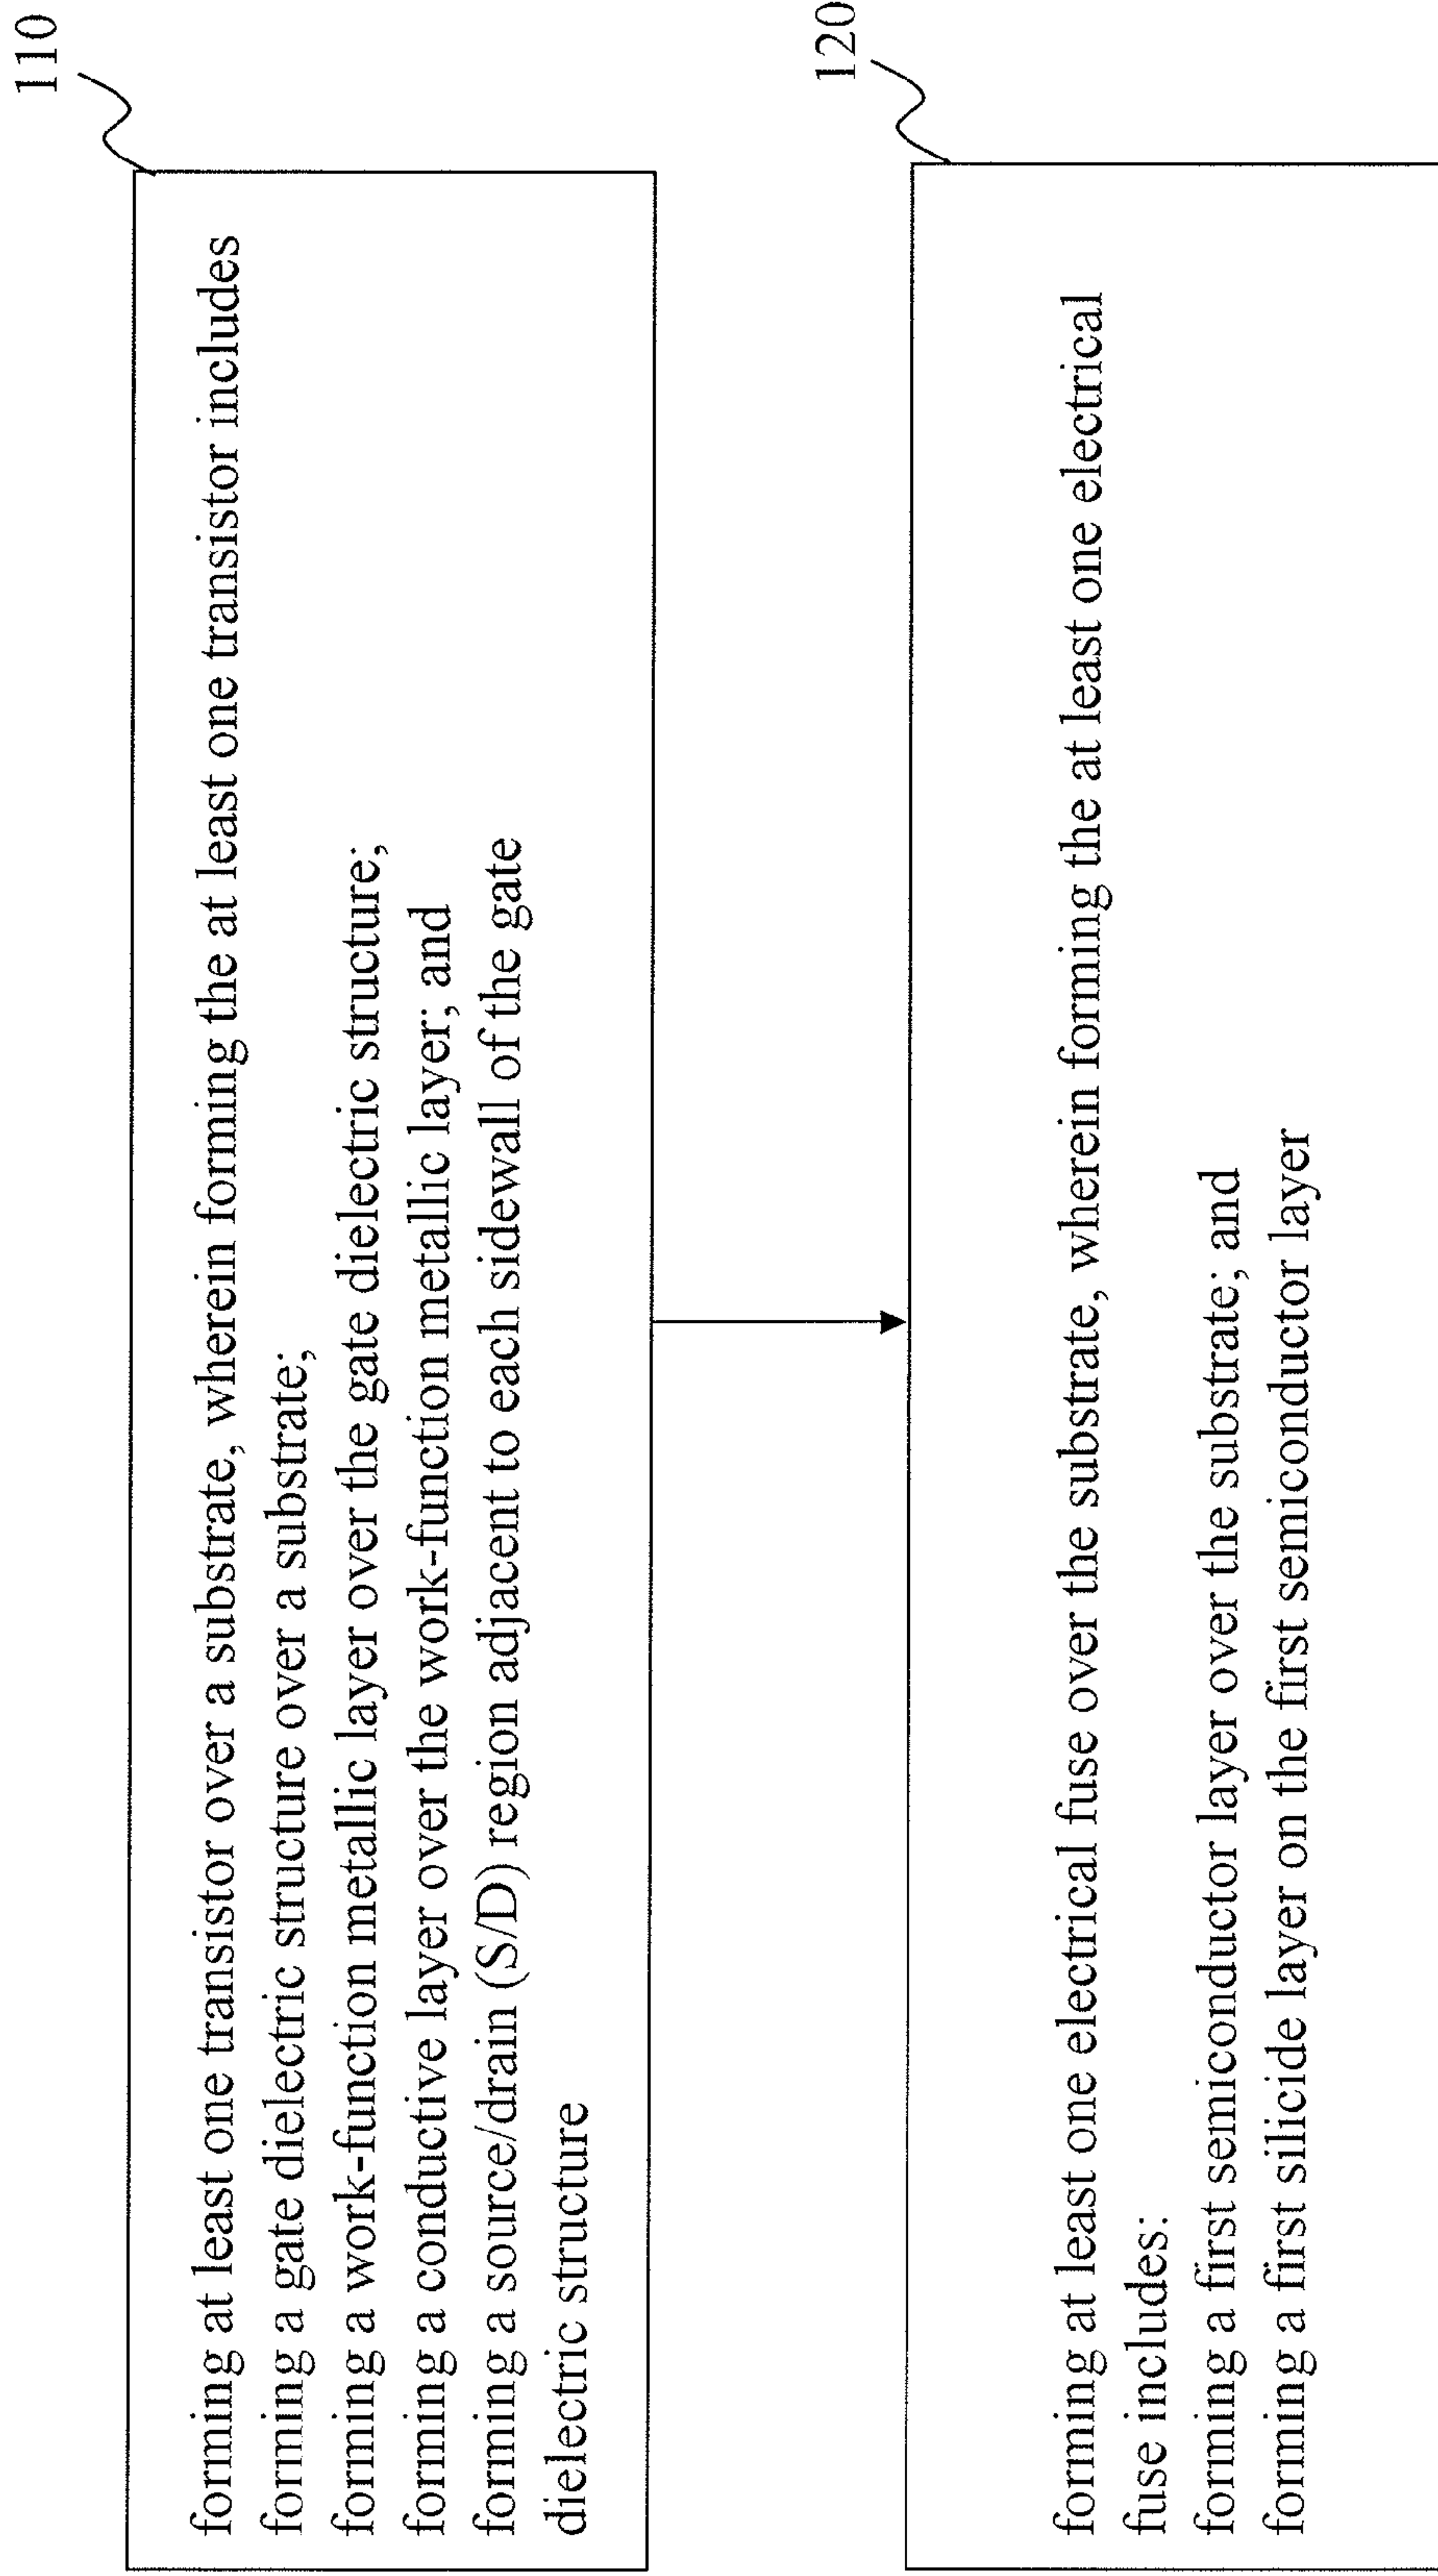 110
forming at least one transistor over a substrate, wherein forming the at least one transistor includes
forming a gate dielectric structure over a substrate;
forming a work-function metallic layer over the gate dielectric structure;
forming a conductive layer over the work-function metallic layer; and
forming a source/drain (S/D) region adjacent to each sidewall of the gate
dielectric structure
120
forming at least one electrical fuse over the substrate, wherein forming the at least one electrical
fuse includes:
forming a first semiconductor layer over the substrate; and
forming a first silicide layer on the first semiconductor layer